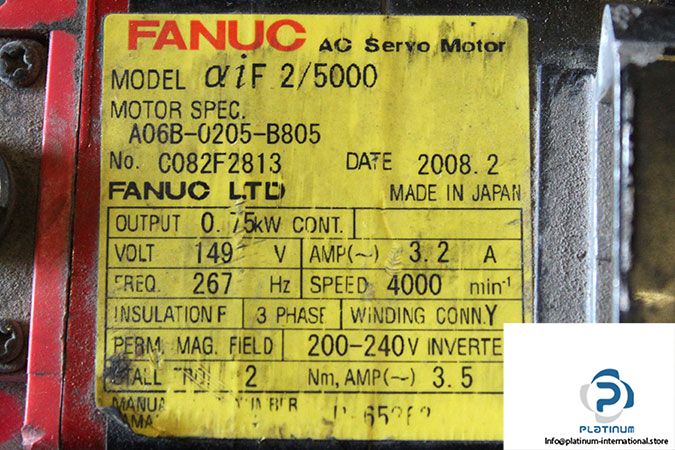 FANUC AC Servo Motor
MODEL αiF 2/5000
MOTOR SPEC.
A06B-0205-B805
No. C082F2813 DATE 2008.2
FANUC LTD MADE IN JAPAN
OUTPUT 0.75kW CONT.
VOLT 149 V AMP(~) 3.2 A
FREQ. 267 Hz SPEED 4000 min-1
INSULATION F 3 PHASE WINDING CONN.Y
PERM. MAG. FIELD 200-240V INVERTE
STALL 2 Nm, AMP(~) 3.5
PLATINUM
Info@platinum-international.store